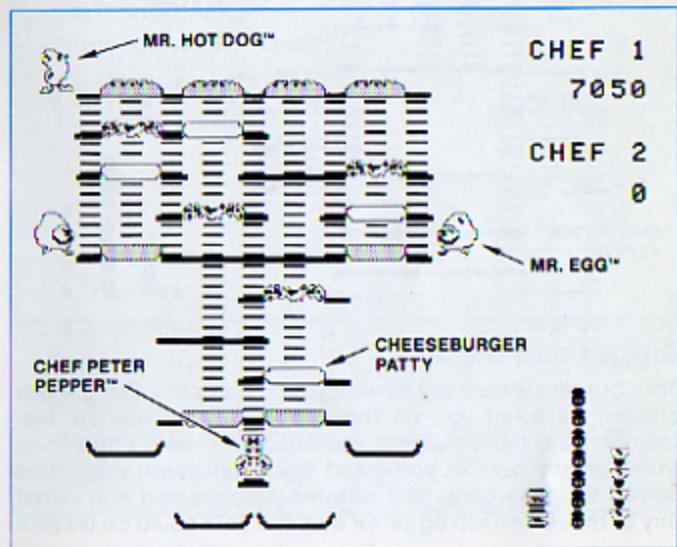 MR. HOT DOG™
CHEF 1
7050
CHEF 2
0
MR. EGG™
CHEESEBURGER
PATTY
CHEF PETER
PEPPER™